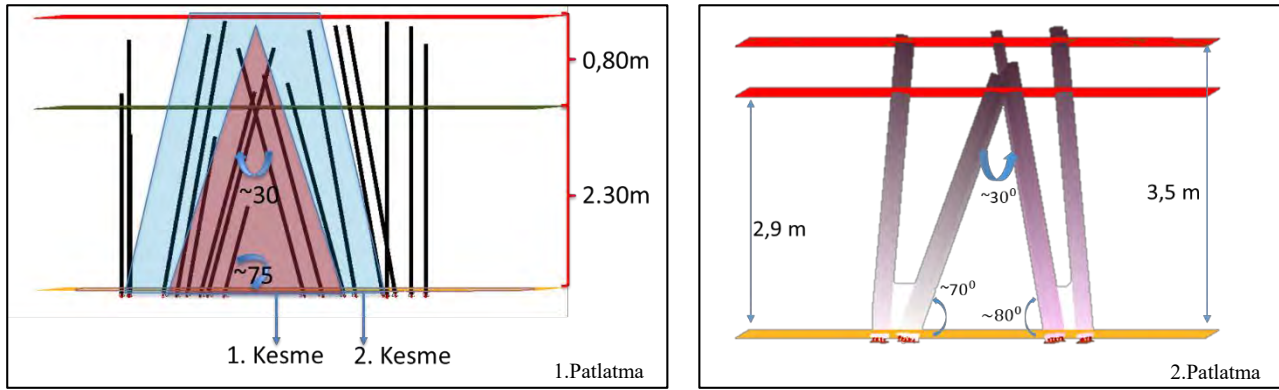 0,80m
~30
2.30m
~75
1. Kesme
2. Kesme
1.Patlatma
2,9 m
~30⁰
3,5 m
~70⁰
~80⁰
2.Patlatma